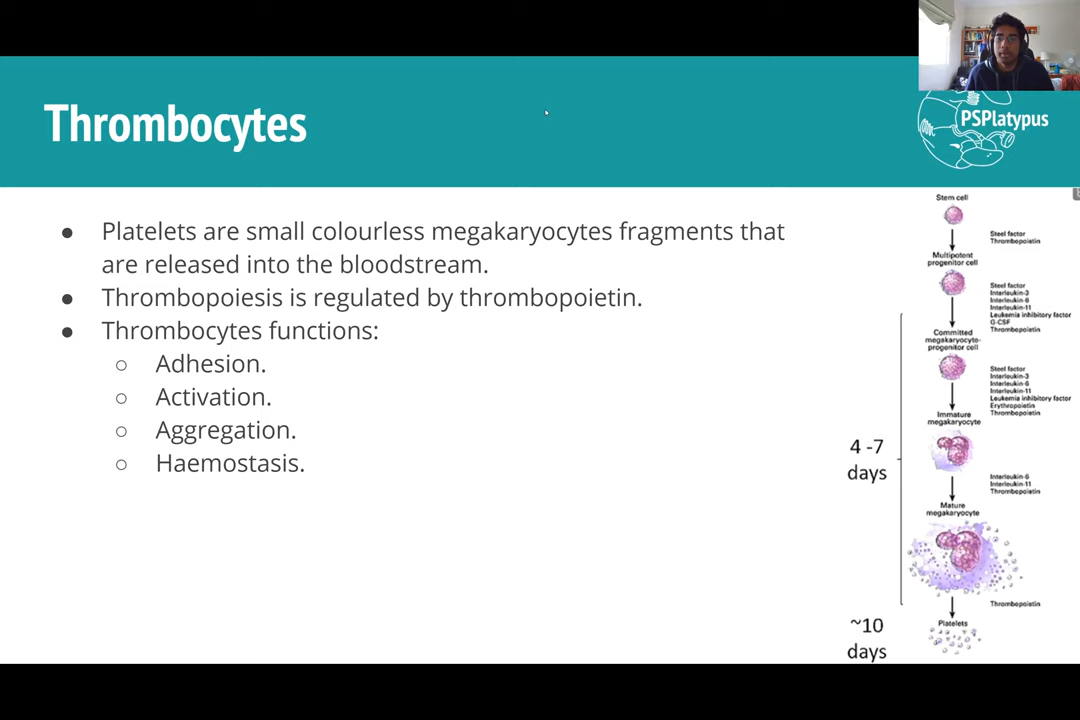 Thrombocytes
PSPlatypus
Platelets are small colourless megakaryocytes fragments that
are released into the bloodstream.
Thrombopoiesis is regulated by thrombopoietin.
Thrombocytes functions:
Adhesion.
Activation.
Aggregation.
Haemostasis.
Stem cell
Steel factor
Thrombopoietin
Multipotent
progenitor cell
Steel factor
Interleukin-3
Interleukin-6
Interleukin-11
Leukemia inhibitory factor
G-CSF
Thrombopoietin
Committed
megakaryocyte-
progenitor cell
Steel factor
Interleukin-3
Interleukin-6
Interleukin-11
Leukemia inhibitory factor
Erythropoietin
Thrombopoietin
Immature
megakaryocyte
4 -7
days
Interleukin-6
Interleukin-11
Thrombopoietin
Mature
megakaryocyte
Thrombopoietin
Platelets
~10
days